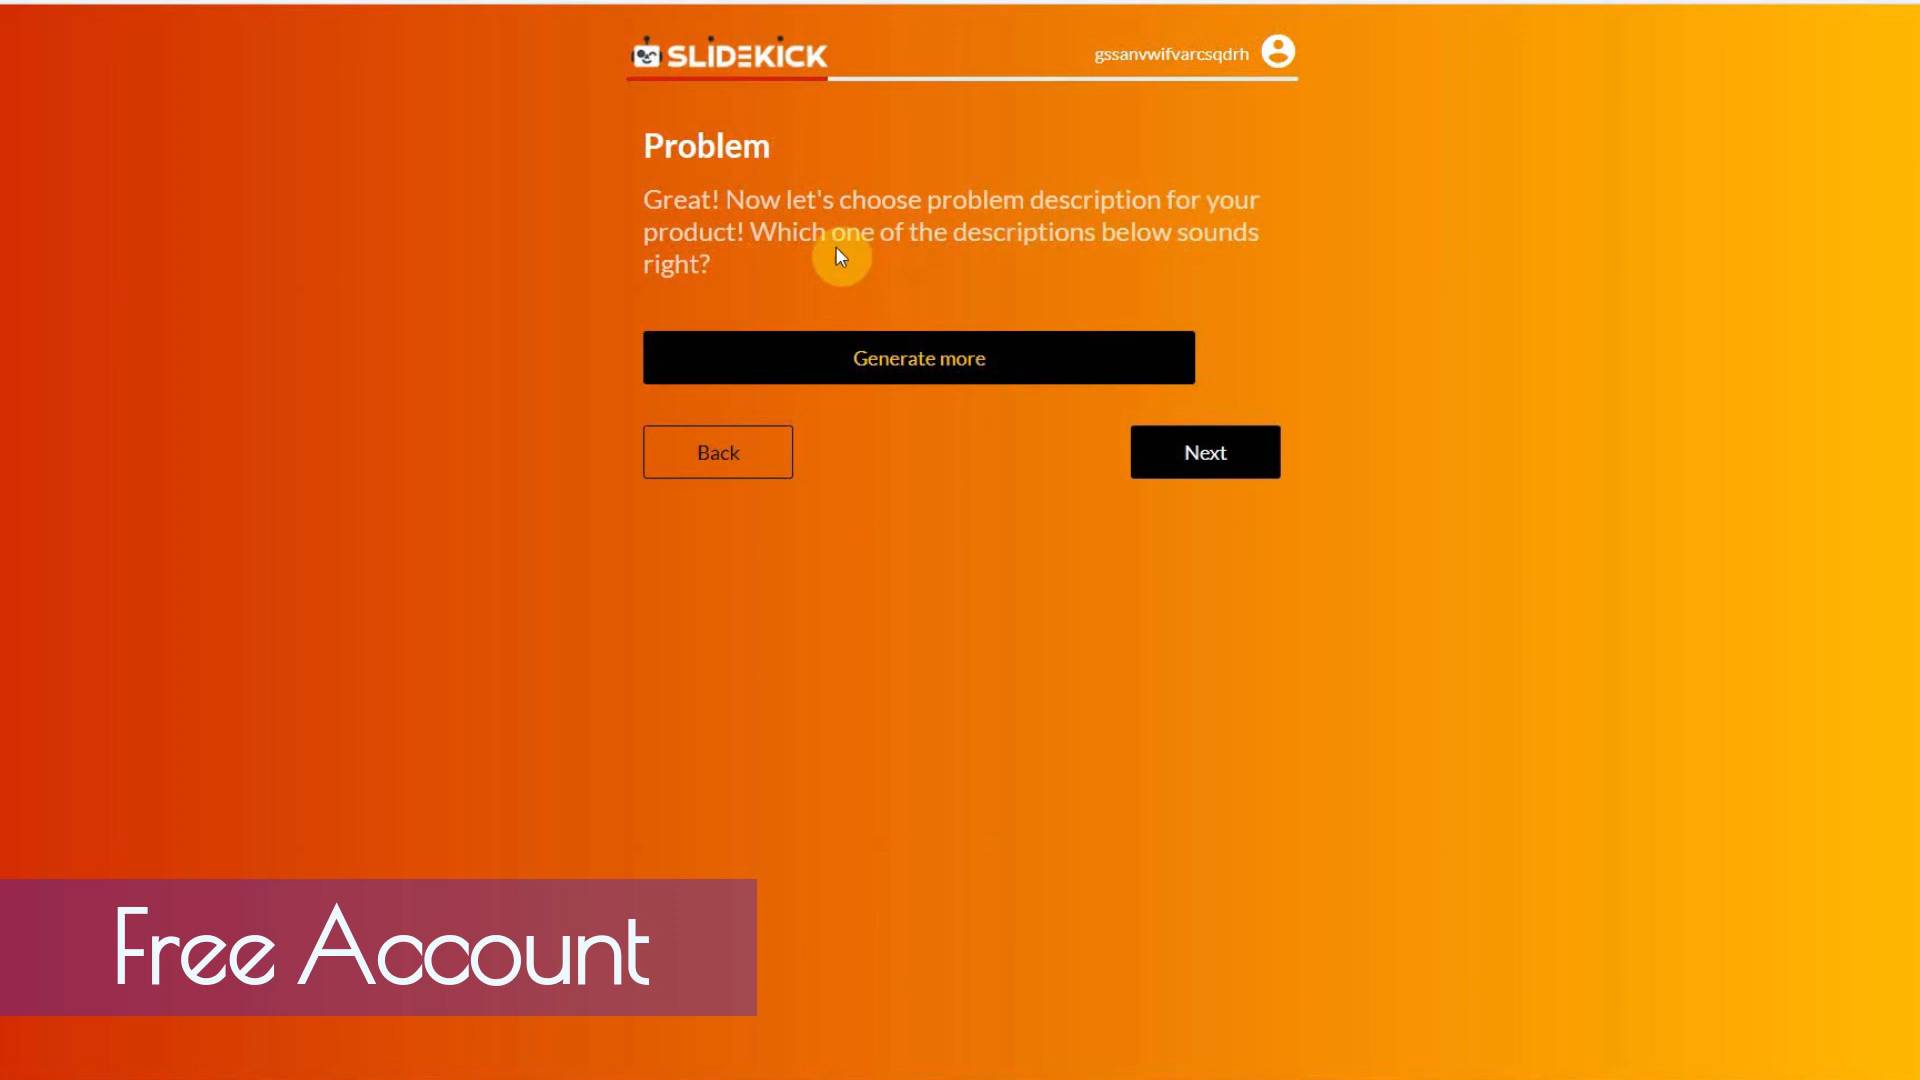 SLIDEKICK
gssanvwifvarcsqdrh
Problem
Great! Now let's choose problem description for your
product! Which one of the descriptions below sounds
right?
Generate more
Back
Next
Free Account